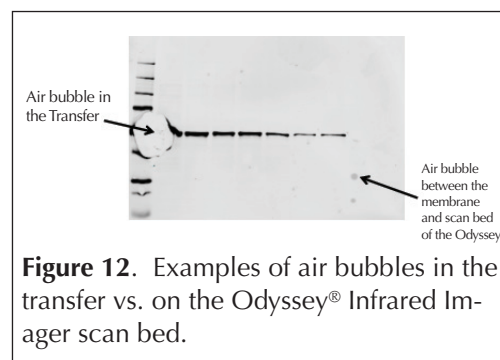 Air bubble in
the Transfer
Air bubble
between the
membrane
and scan bed
of the Odyssey
Figure 12. Examples of air bubbles in the
transfer vs. on the Odyssey® Infrared Im-
ager scan bed.